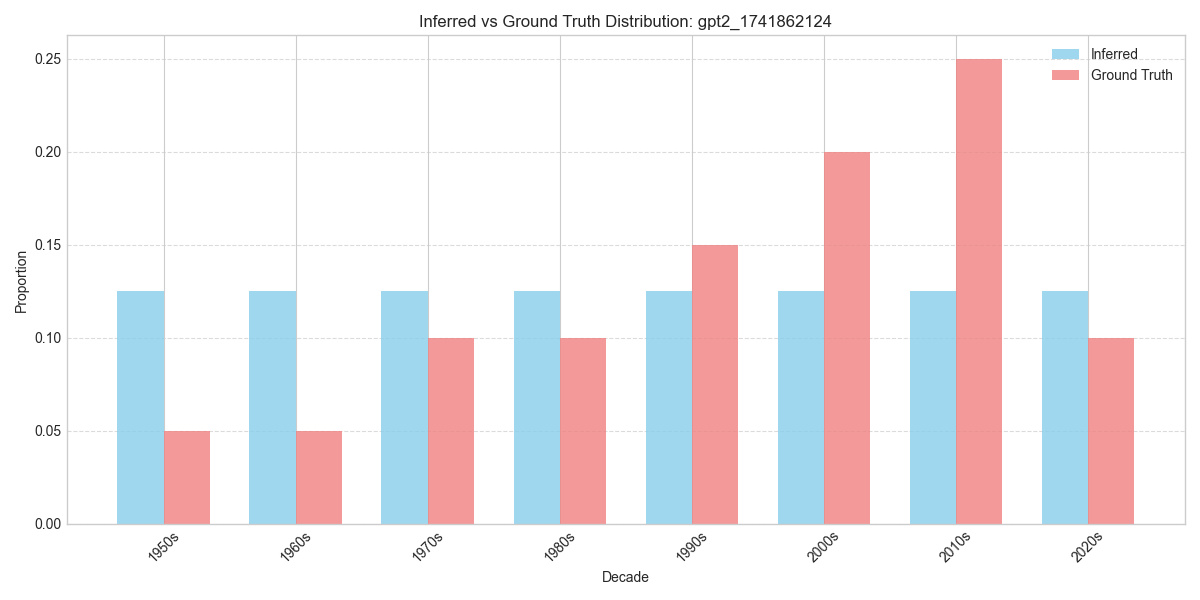 Inferred vs Ground Truth Distribution: gpt2_1741862124
Inferred
Ground Truth
0.25
0.20
0.15
0.10
0.05
0.00
Proportion
1950s
1960s
1970s
1980s
1990s
2000s
2010s
2020s
Decade